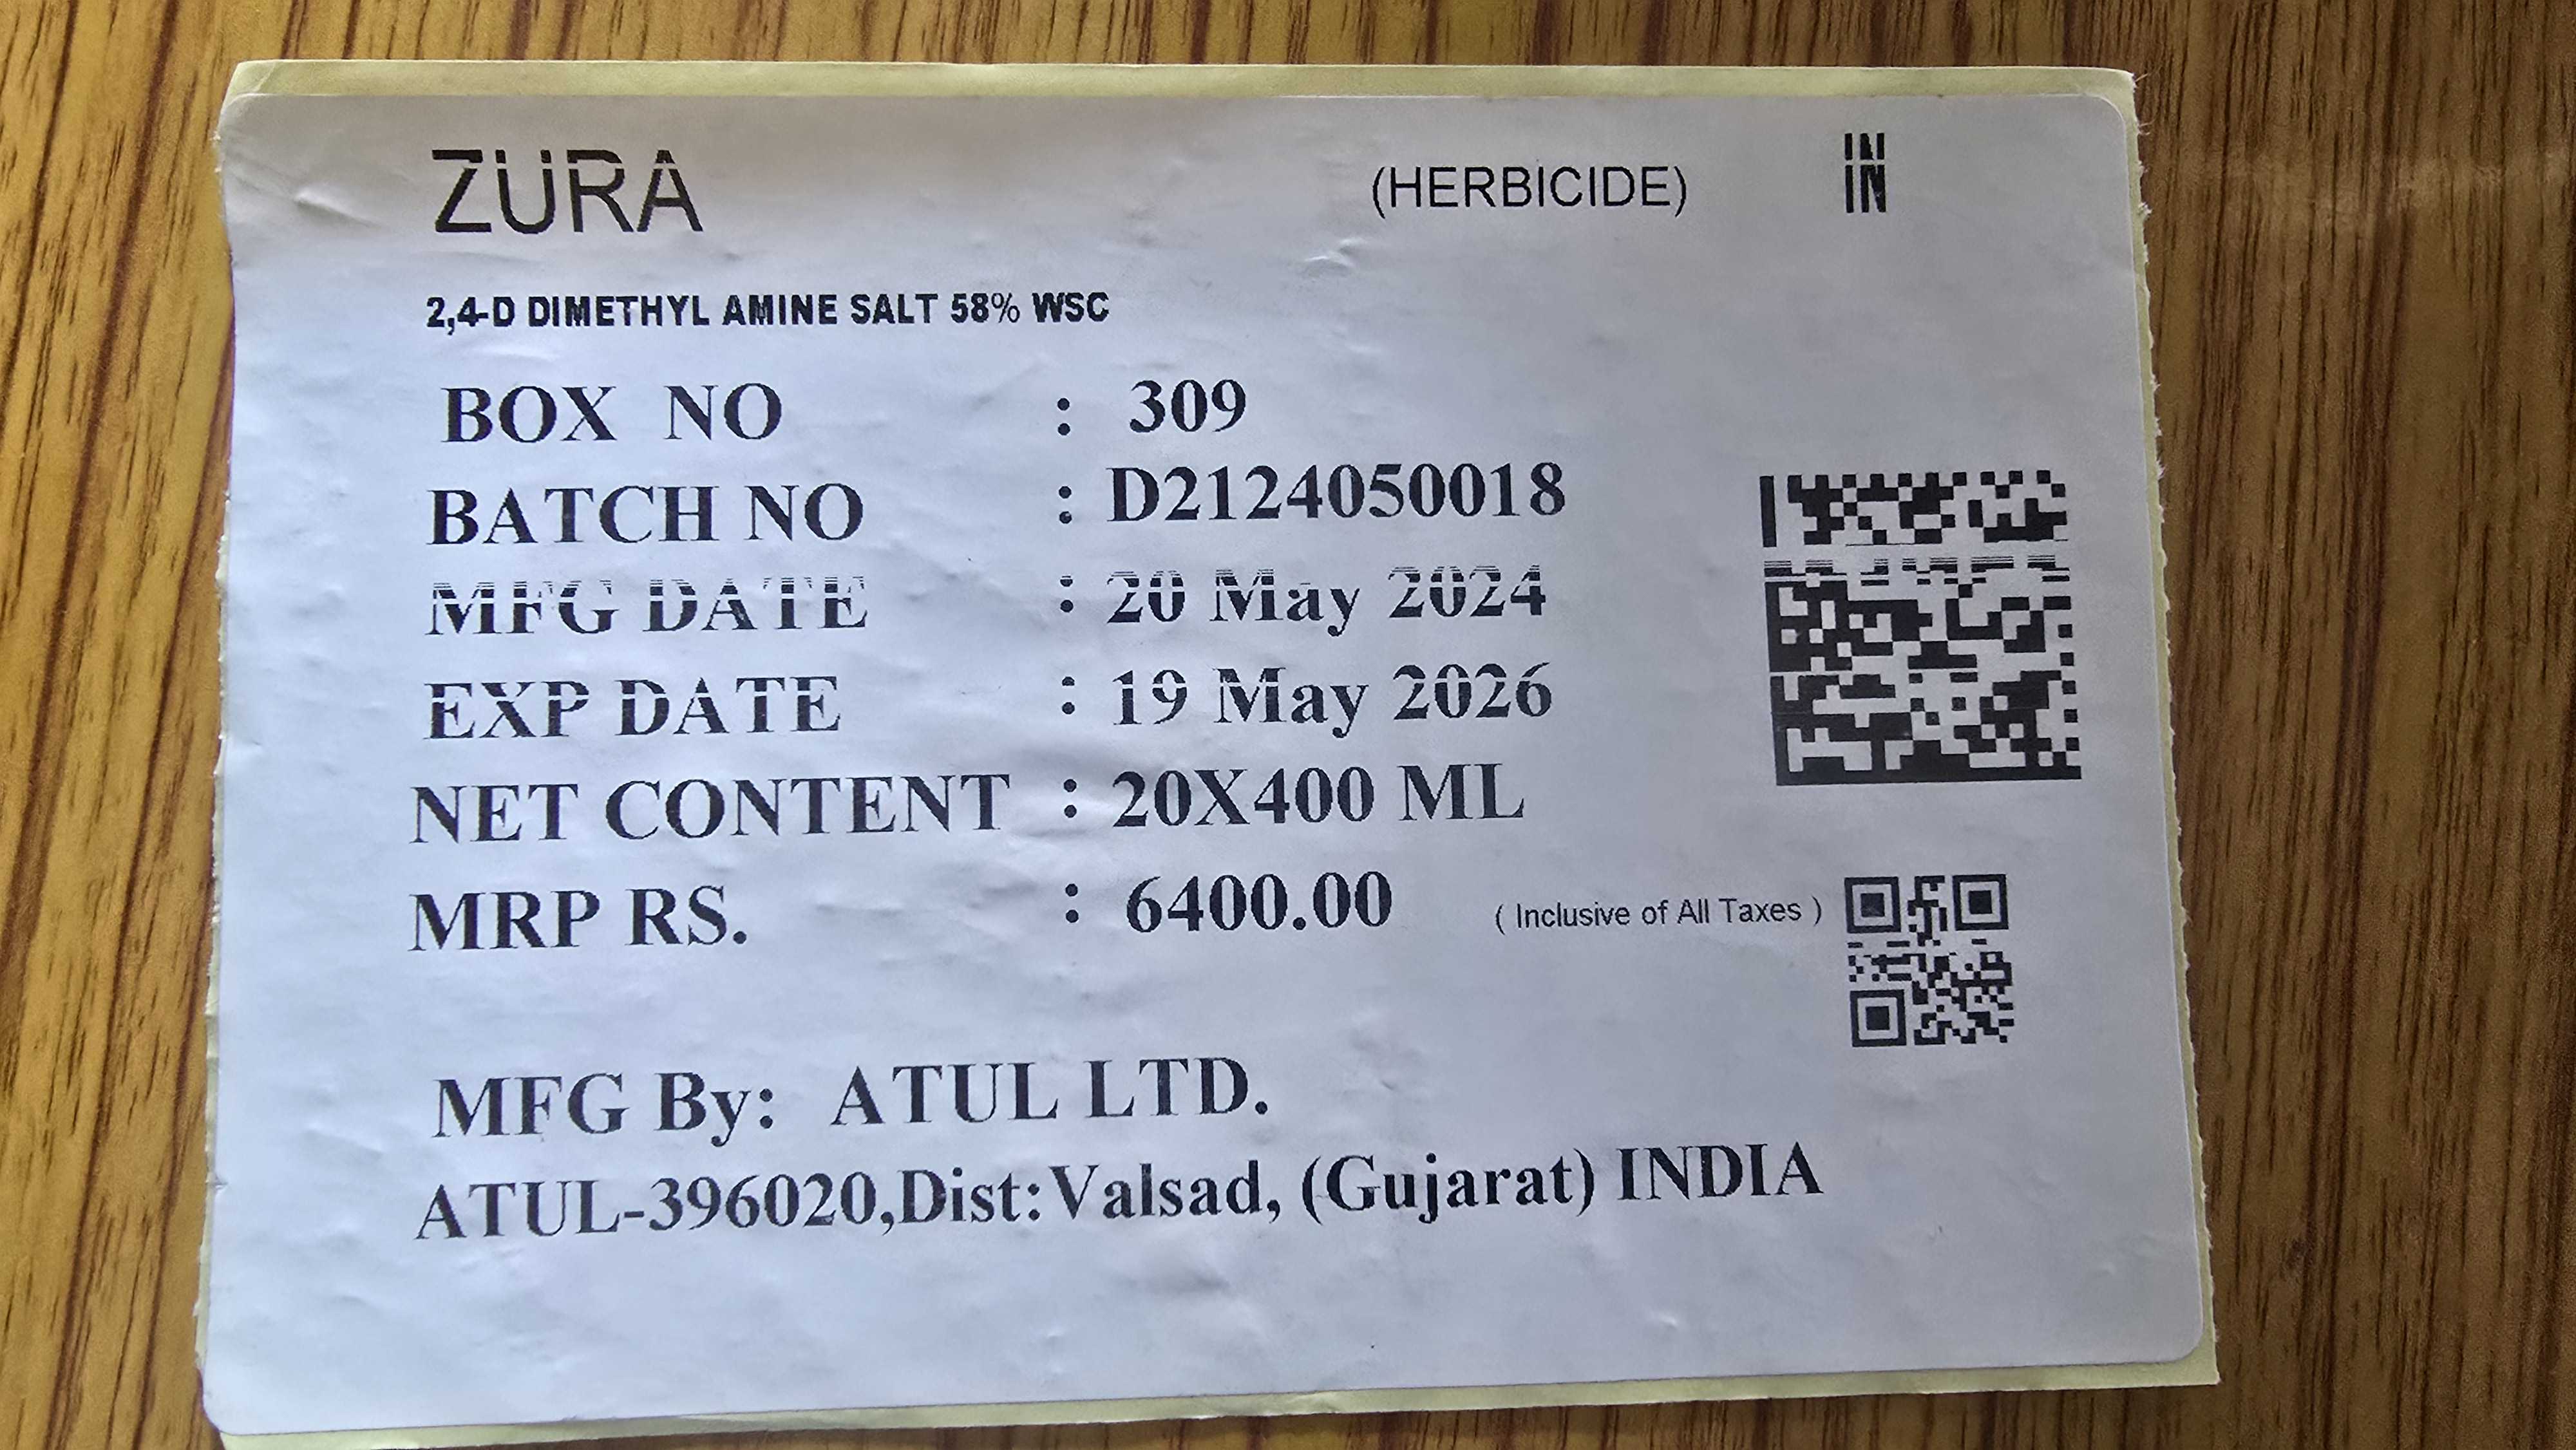 ZURA (HERBICIDE) IN
2,4-D DIMETHYL AMINE SALT 58% WSC
BOX NO : 309
BATCH NO : D2124050018
MFG DATE : 20 May 2024
EXP DATE : 19 May 2026
NET CONTENT : 20X400 ML
MRP RS. : 6400.00 ( Inclusive of All Taxes )
MFG By: ATUL LTD.
ATUL-396020,Dist:Valsad, (Gujarat) INDIA